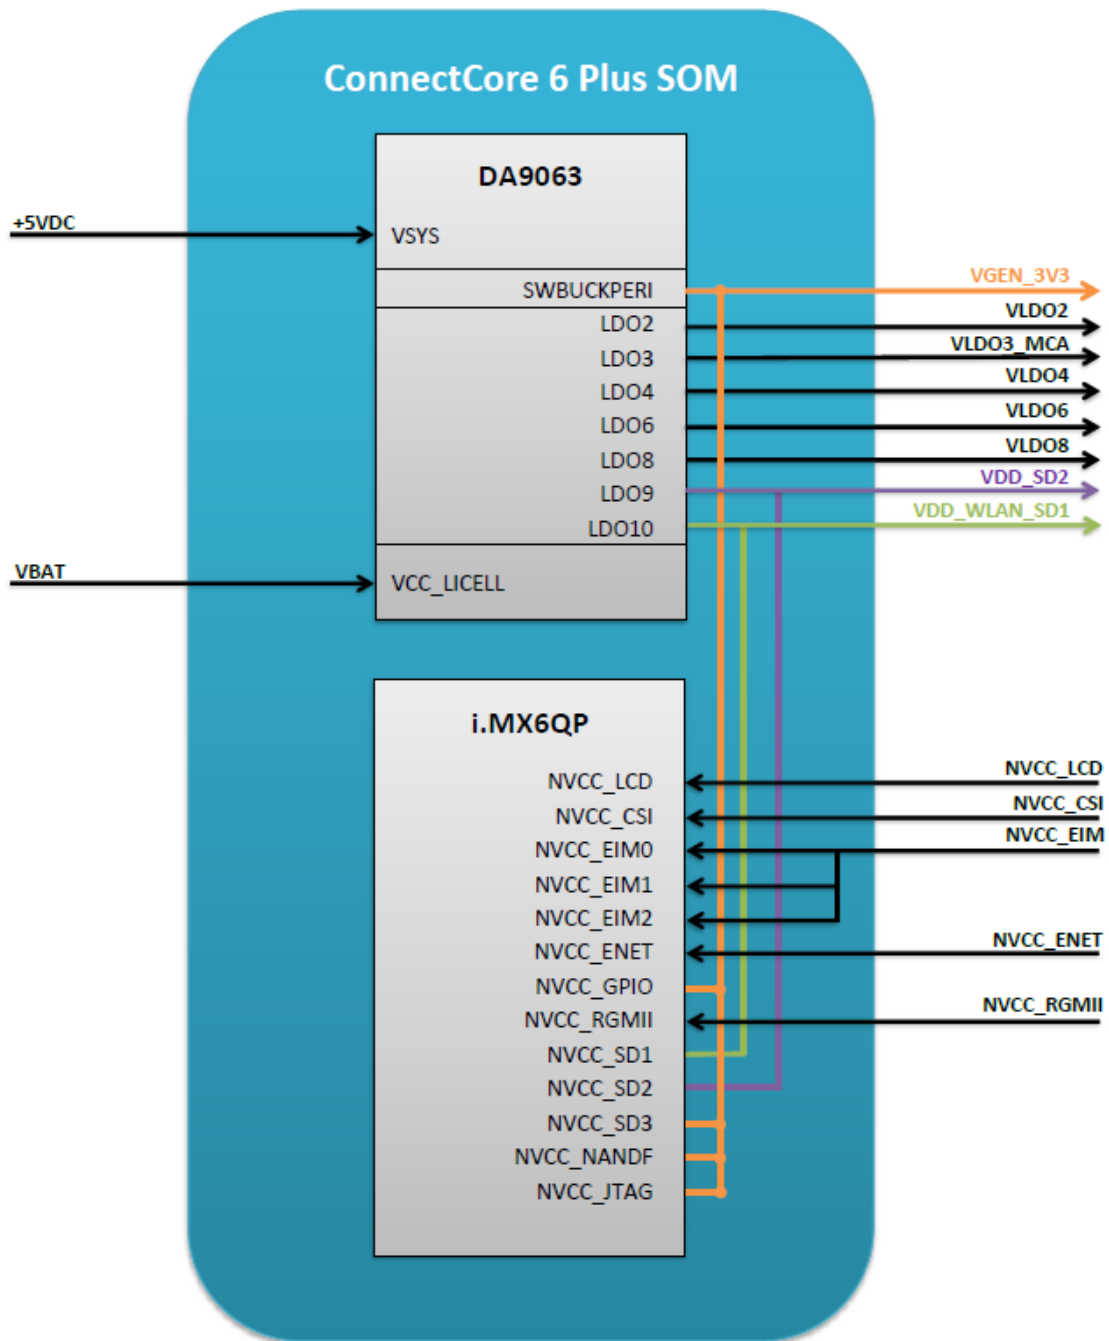 ConnectCore 6 Plus SOM
DA9063
+5VDC
VSYS
SWBUCKPERI
VGEN_3V3
LDO2
VLDO2
LDO3
VLDO3_MCA
LDO4
VLDO4
LDO6
VLDO6
LDO8
VLDO8
LDO9
VDD_SD2
LDO10
VDD_WLAN_SD1
VBAT
VCC_LICELL
i.MX6QP
NVCC_LCD
NVCC_LCD
NVCC_CSI
NVCC_CSI
NVCC_EIM0
NVCC_EIM
NVCC_EIM1
NVCC_EIM2
NVCC_ENET
NVCC_ENET
NVCC_GPIO
NVCC_RGMII
NVCC_RGMII
NVCC_SD1
NVCC_SD2
NVCC_SD3
NVCC_NANDF
NVCC_JTAG